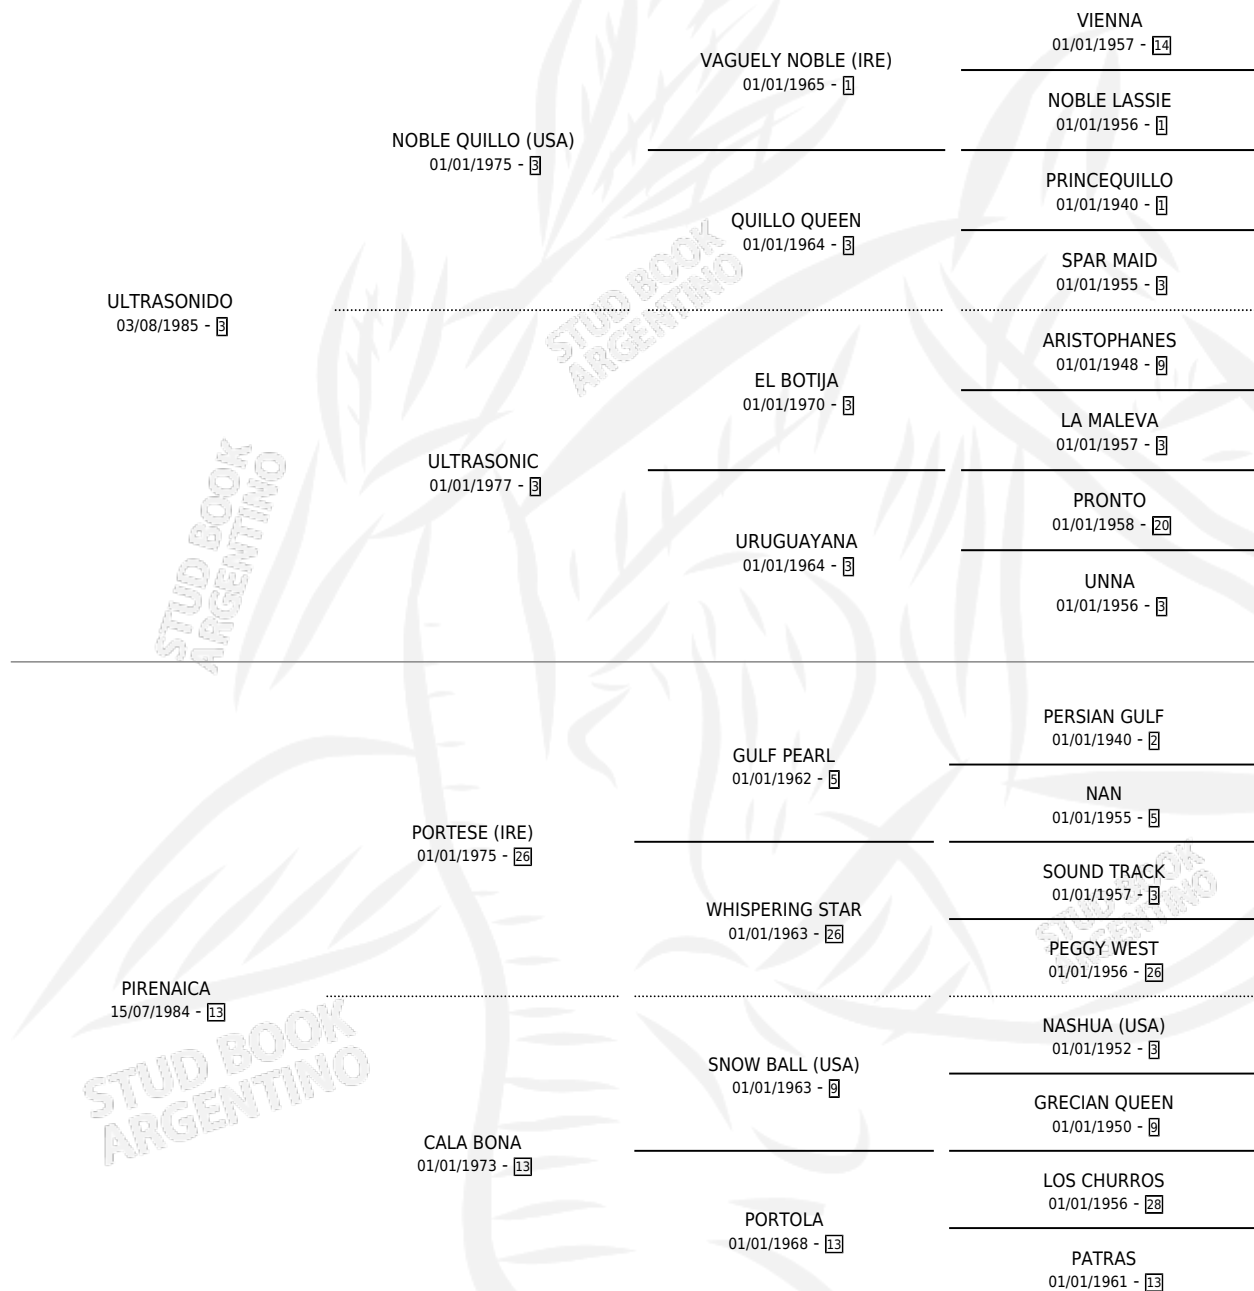 VIENNA
01/01/1957 - 14
VAGUELY NOBLE (IRE)
01/01/1965 - 1
NOBLE LASSIE
01/01/1956 - 1
NOBLE QUILLO (USA)
01/01/1975 - 3
PRINCEQUILLO
01/01/1940 - 1
QUILLO QUEEN
01/01/1964 - 3
SPAR MAID
01/01/1955 - 3
ULTRASONIDO
03/08/1985 - 3
STUD BOOK
ARGENTINO
ARISTOPHANES
01/01/1948 - 9
EL BOTIJA
01/01/1970 - 3
LA MALEVA
01/01/1957 - 3
ULTRASONIC
01/01/1977 - 3
PRONTO
01/01/1958 - 20
URUGUAYANA
01/01/1964 - 3
UNNA
01/01/1956 - 3
STUD BOOK
ARGENTINO
PERSIAN GULF
01/01/1940 - 2
GULF PEARL
01/01/1962 - 5
NAN
01/01/1955 - 5
PORTESE (IRE)
01/01/1975 - 26
SOUND TRACK
01/01/1957 - 3
WHISPERING STAR
01/01/1963 - 26
PEGGY WEST
01/01/1956 - 26
STUD BOOK
ARGENTINO
PIRENAICA
15/07/1984 - 13
NASHUA (USA)
01/01/1952 - 3
SNOW BALL (USA)
01/01/1963 - 9
GRECIAN QUEEN
01/01/1950 - 9
STUD BOOK
ARGENTINO
CALA BONA
01/01/1973 - 13
LOS CHURROS
01/01/1956 - 28
PORTOLA
01/01/1968 - 13
PATRAS
01/01/1961 - 13